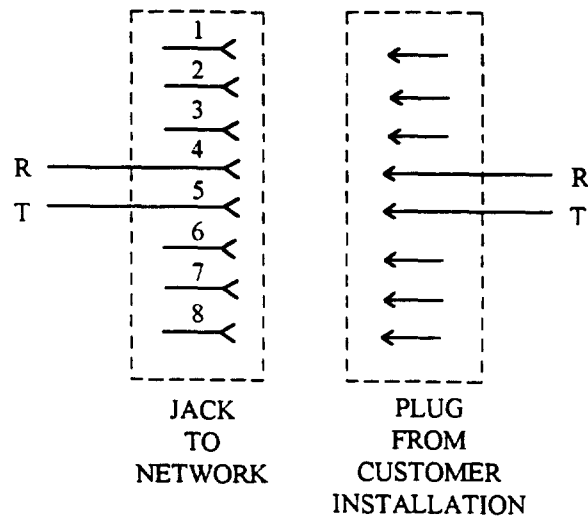 1
2
3
4
R
R
5
T
T
6
7
8
JACK
TO
NETWORK
PLUG
FROM
CUSTOMER
INSTALLATION